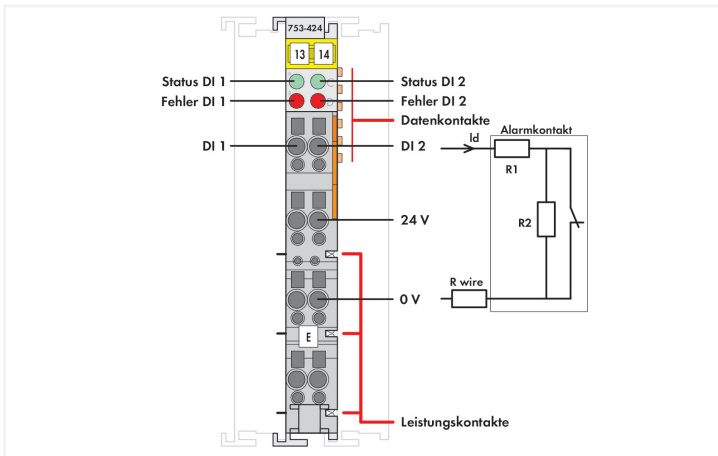 753-424
13 14
A C
Status DI 1
Status DI 2
Fehler DI 1
D
Fehler DI 2
Datenkontakte
DI 1
DI 2
Id
Alarmkontakt
R1
R2
24 V
R wire
0 V
E
Leistungskontakte